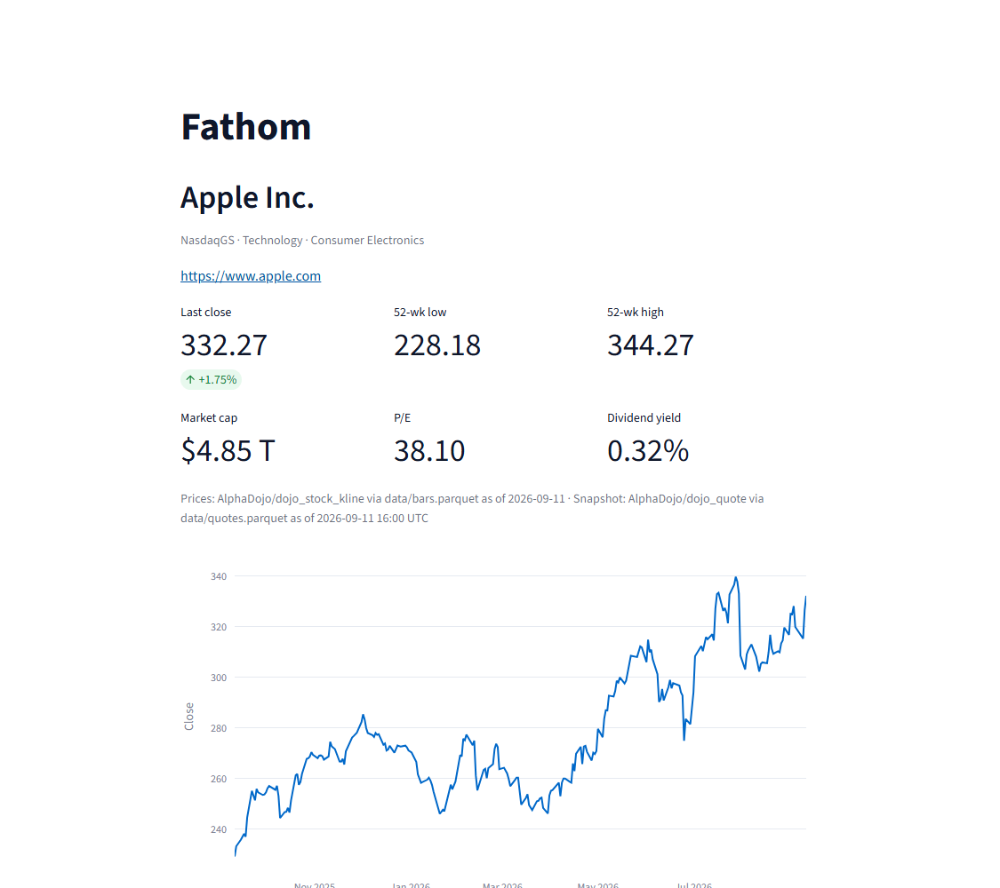 Fathom
Apple Inc.
NasdaqGS · Technology · Consumer Electronics
https://www.apple.com
Last close
52-wk low
52-wk high
332.27
228.18
344.27
↑ +1.75%
Market cap
P/E
Dividend yield
$4.85 T
38.10
0.32%
Prices: AlphaDojo/dojo_stock_kline via data/bars.parquet as of 2026-09-11 · Snapshot: AlphaDojo/dojo_quote via
data/quotes.parquet as of 2026-09-11 16:00 UTC
340
320
300
280
260
240
Close
Nov 2025
Jan 2026
Mar 2026
May 2026
Jul 2026